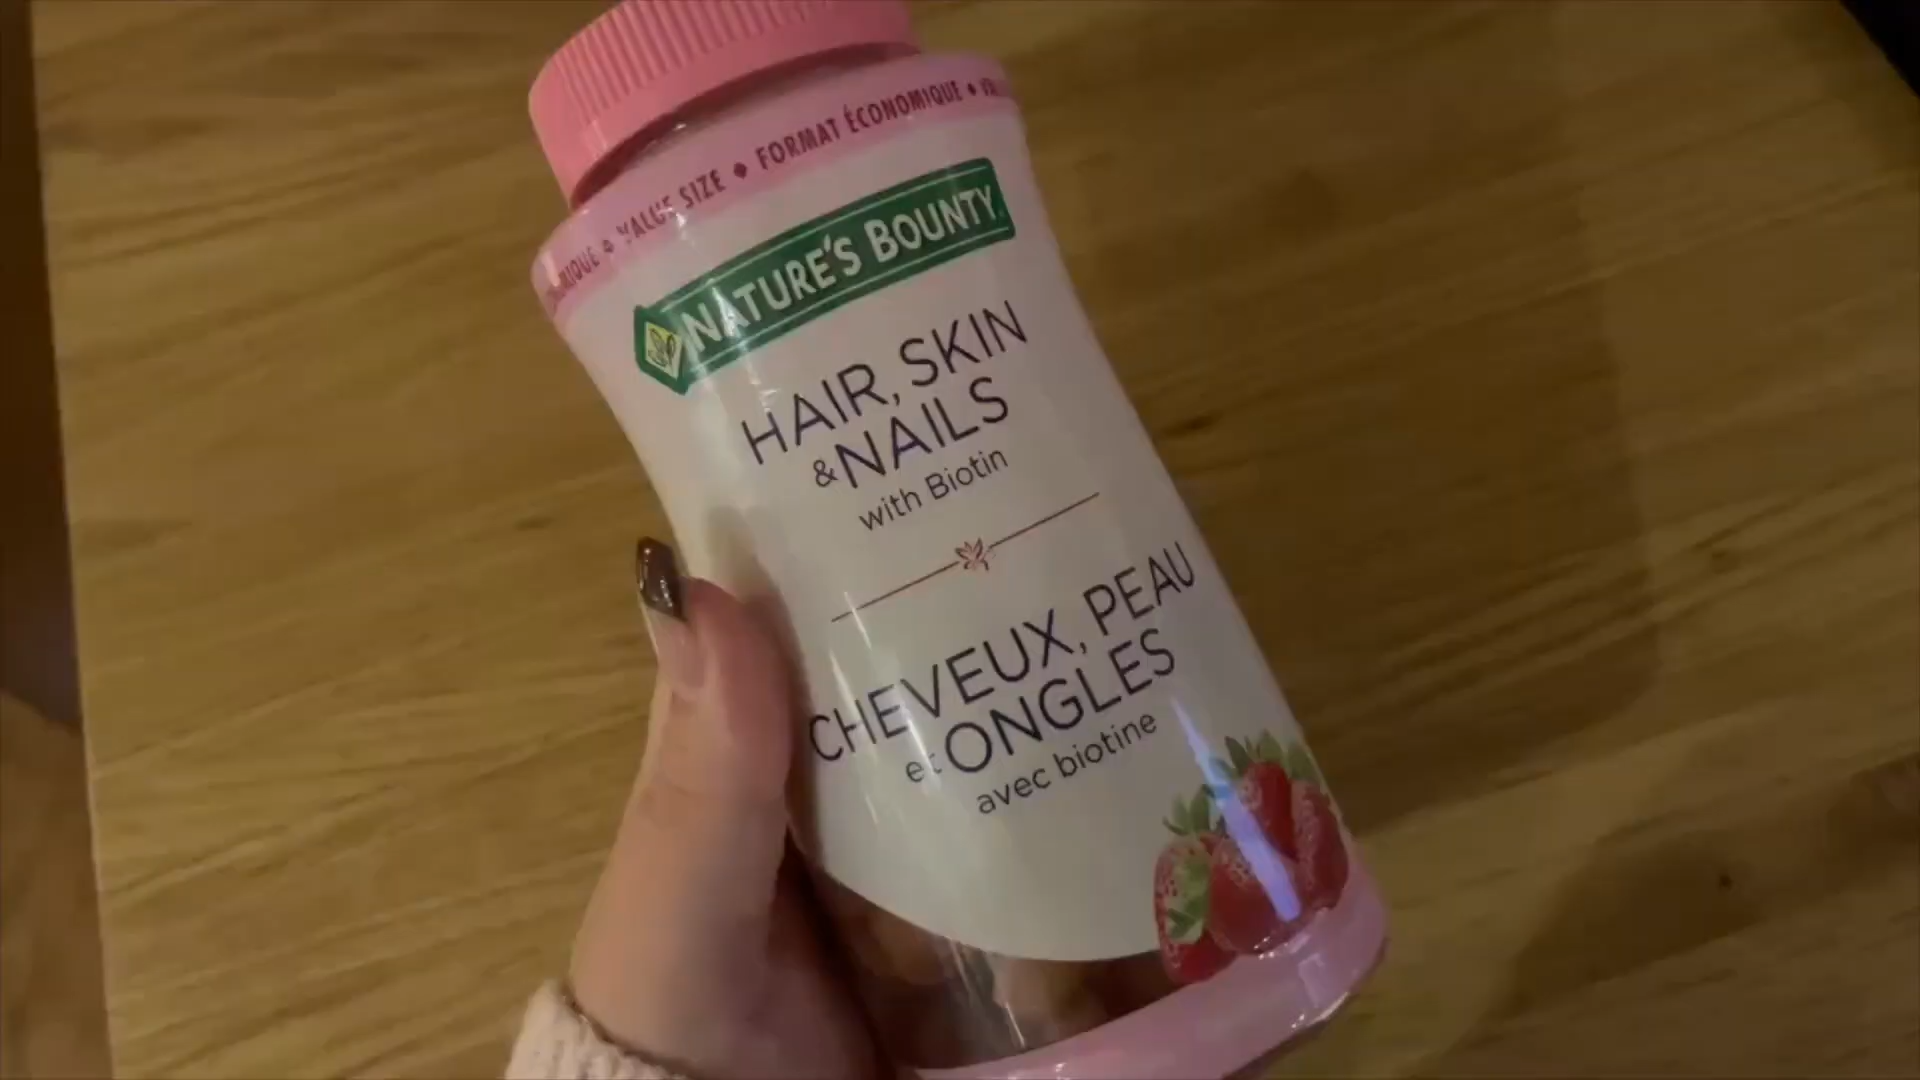 VALUE SIZE ◆ FORMAT ÉCONOMIQUE ◆
NATURE'S BOUNTY
HAIR, SKIN
& NAILS
with Biotin
CHEVEUX, PEAU
et ONGLES
avec biotine